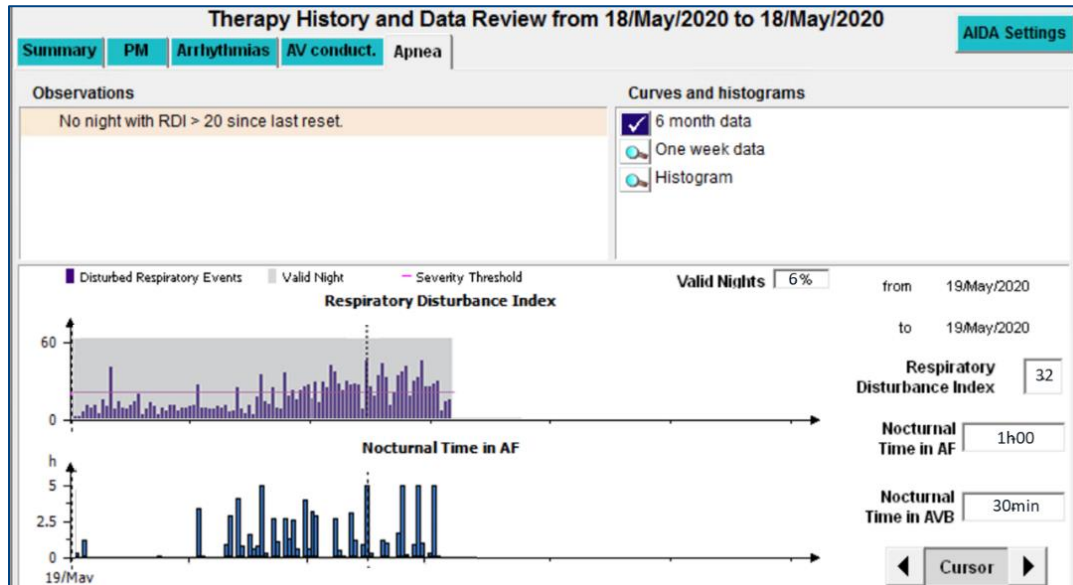 Therapy History and Data Review from 18/May/2020 to 18/May/2020
AIDA Settings
Summary PM Arrhythmias AV conduct. Apnea
Observations
No night with RDI > 20 since last reset.
Curves and histograms
6 month data
One week data
Histogram
Disturbed Respiratory Events Valid Night Severity Threshold
Valid Nights 6%
from 19/May/2020
to 19/May/2020
Respiratory Disturbance Index
60
0
Respiratory
Disturbance Index 32
Nocturnal Time in AF
h
5
2.5
0
19/May
Nocturnal
Time in AF 1h00
Nocturnal
Time in AVB 30min
Cursor